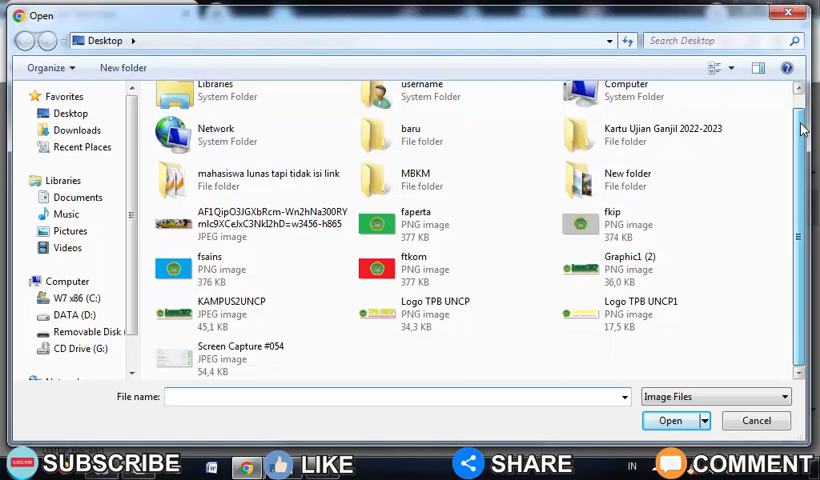 Open
Desktop
Search Desktop
Organize
New folder
Favorites
Desktop
Downloads
Recent Places
Libraries
Documents
Music
Pictures
Videos
Computer
W7 x86 (C:)
DATA (D:)
Removable Disk
CD Drive (G:)
Libraries
System Folder
username
System Folder
Computer
System Folder
Network
System Folder
baru
File folder
Kartu Ujian Ganjil 2022-2023
File folder
mahasiswa lunas tapi tidak isi link
File folder
MBKM
File folder
New folder
File folder
AF1QipO3JGXbRcm-Wn2hNa300RY
mIc9XCeJxC3NkI2hD=w3456-h865
JPEG image
faperta
PNG image
377 KB
fkip
PNG image
374 KB
fsains
PNG image
376 KB
ftkom
PNG image
377 KB
Graphic1 (2)
PNG image
36,0 KB
KAMPUS2UNCP
JPEG image
45,1 KB
Logo TPB UNCP
PNG image
34,3 KB
Logo TPB UNCP1
PNG image
17,5 KB
Screen Capture #054
JPEG image
54,4 KB
File name:
Image Files
Open
Cancel
SUBSCRIBE
LIKE
SHARE
IN
COMMENT